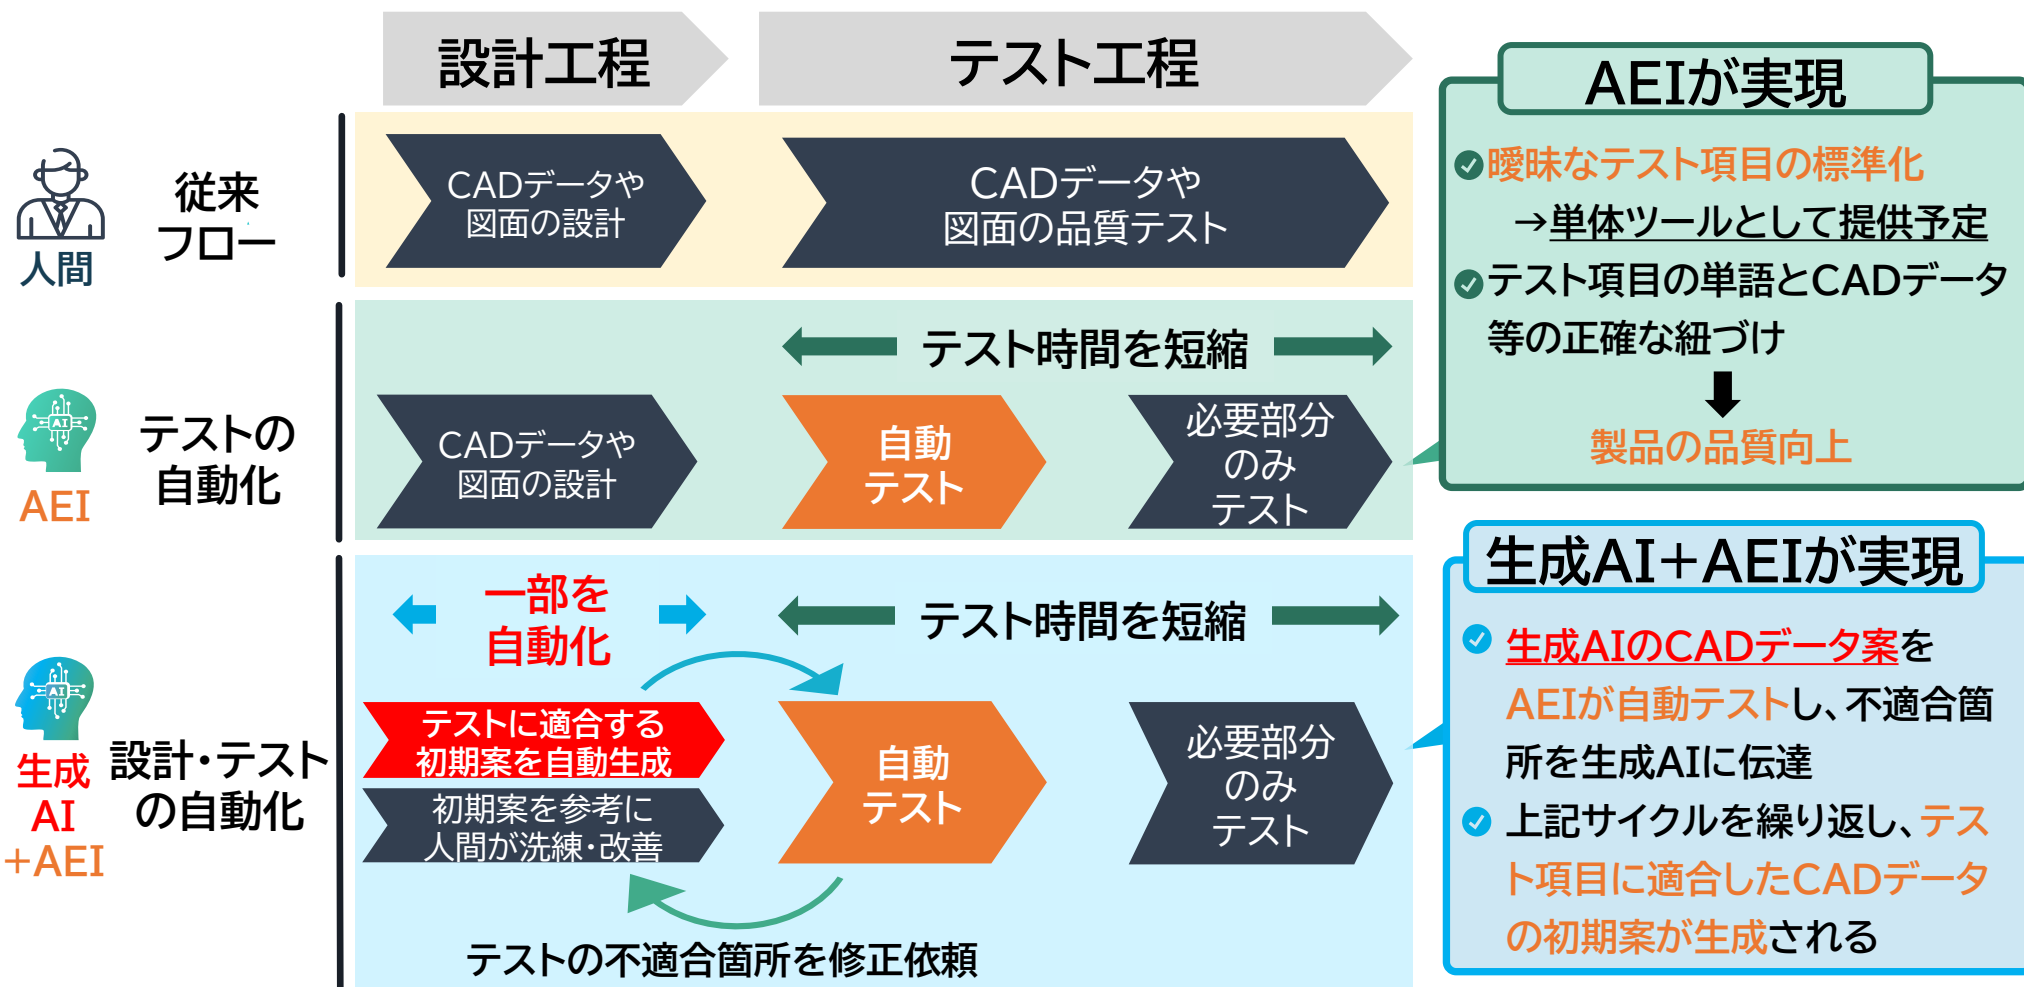 設計工程
テスト工程
人間
従来
フロー
CADデータや
図面の設計
CADデータや
図面の品質テスト
AEI
テストの
自動化
テスト時間を短縮
CADデータや
図面の設計
自動
テスト
必要部分
のみ
テスト
生成
AI
+AEI
設計・テスト
の自動化
一部を
自動化
テスト時間を短縮
テストに適合する
初期案を自動生成
初期案を参考に
人間が洗練・改善
自動
テスト
必要部分
のみ
テスト
テストの不適合箇所を修正依頼
AEIが実現
曖昧なテスト項目の標準化
→単体ツールとして提供予定
テスト項目の単語とCADデータ
等の正確な紐づけ
製品の品質向上
生成AI+AEIが実現
生成AIのCADデータ案を
AEIが自動テストし、不適合箇
所を生成AIに伝達
上記サイクルを繰り返し、テス
ト項目に適合したCADデータ
の初期案が生成される
AI
AI